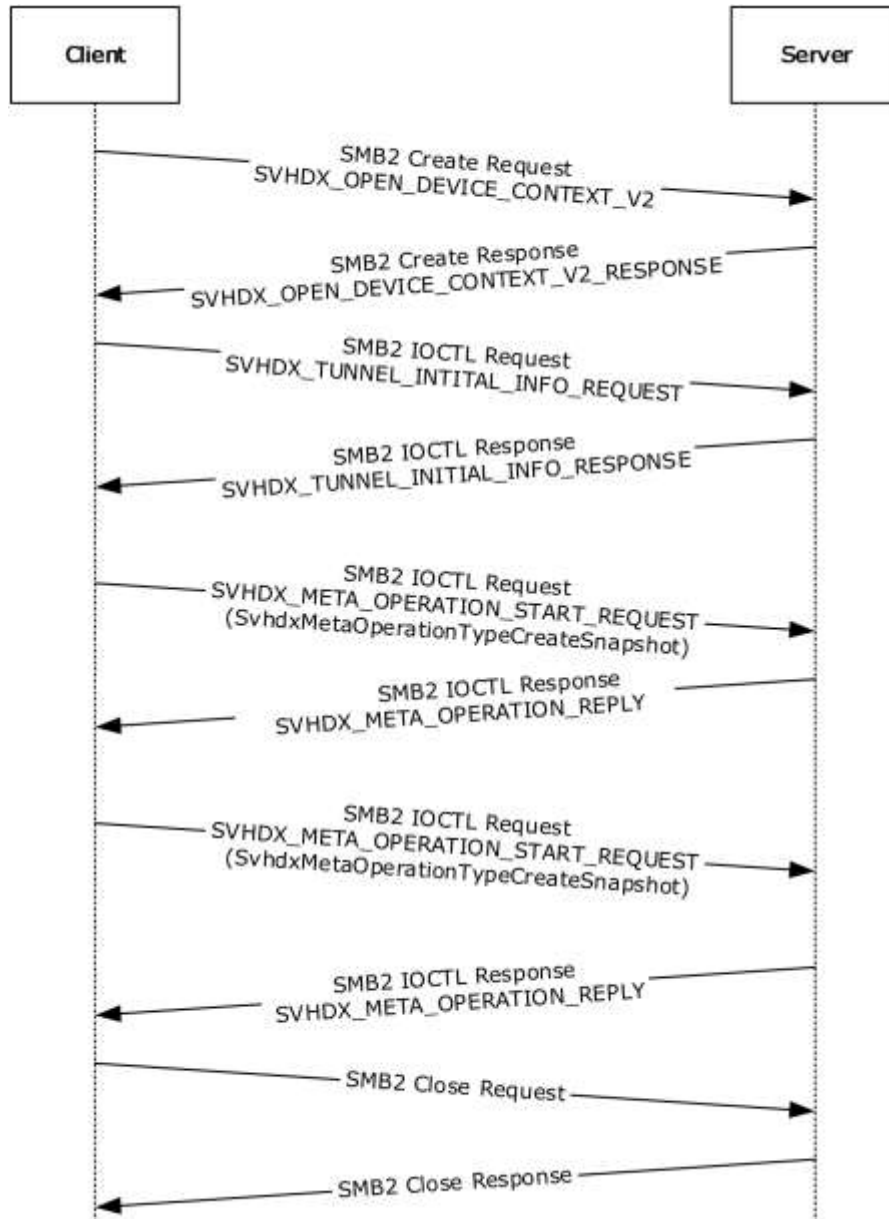 Client
Server
SMB2 Create Request
SVHDX_OPEN_DEVICE_CONTEXT_V2
SMB2 Create Response
SVHDX_OPEN_DEVICE_CONTEXT_V2_RESPONSE
SMB2 IOCTL Request
SVHDX_TUNNEL_INTITAL_INFO_REQUEST
SMB2 IOCTL Response
SVHDX_TUNNEL_INITIAL_INFO_RESPONSE
SMB2 IOCTL Request
SVHDX_META_OPERATION_START_REQUEST
(SvhdxMetaOperationTypeCreateSnapshot)
SMB2 IOCTL Response
SVHDX_META_OPERATION_REPLY
SMB2 IOCTL Request
SVHDX_META_OPERATION_START_REQUEST
(SvhdxMetaOperationTypeCreateSnapshot)
SMB2 IOCTL Response
SVHDX_META_OPERATION_REPLY
SMB2 Close Request
SMB2 Close Response